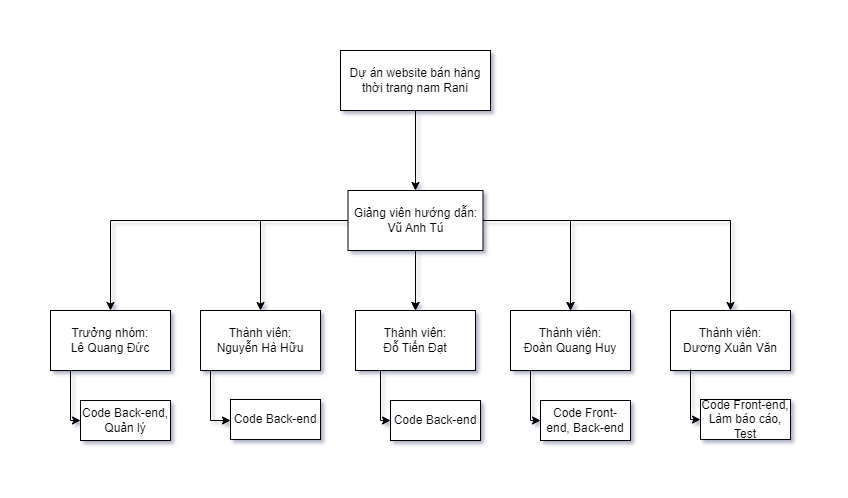 Dự án website bán hàng
thời trang nam Rani
Giảng viên hướng dẫn:
Vũ Anh Tú
Trưởng nhóm:
Lê Quang Đức
Thành viên:
Nguyễn Hà Hữu
Thành viên:
Đỗ Tiến Đạt
Thành viên:
Đoàn Quang Huy
Thành viên:
Dương Xuân Văn
Code Back-end,
Quản lý
Code Back-end
Code Back-end
Code Front-
end, Back-end
Code Front-end,
Làm báo cáo,
Test